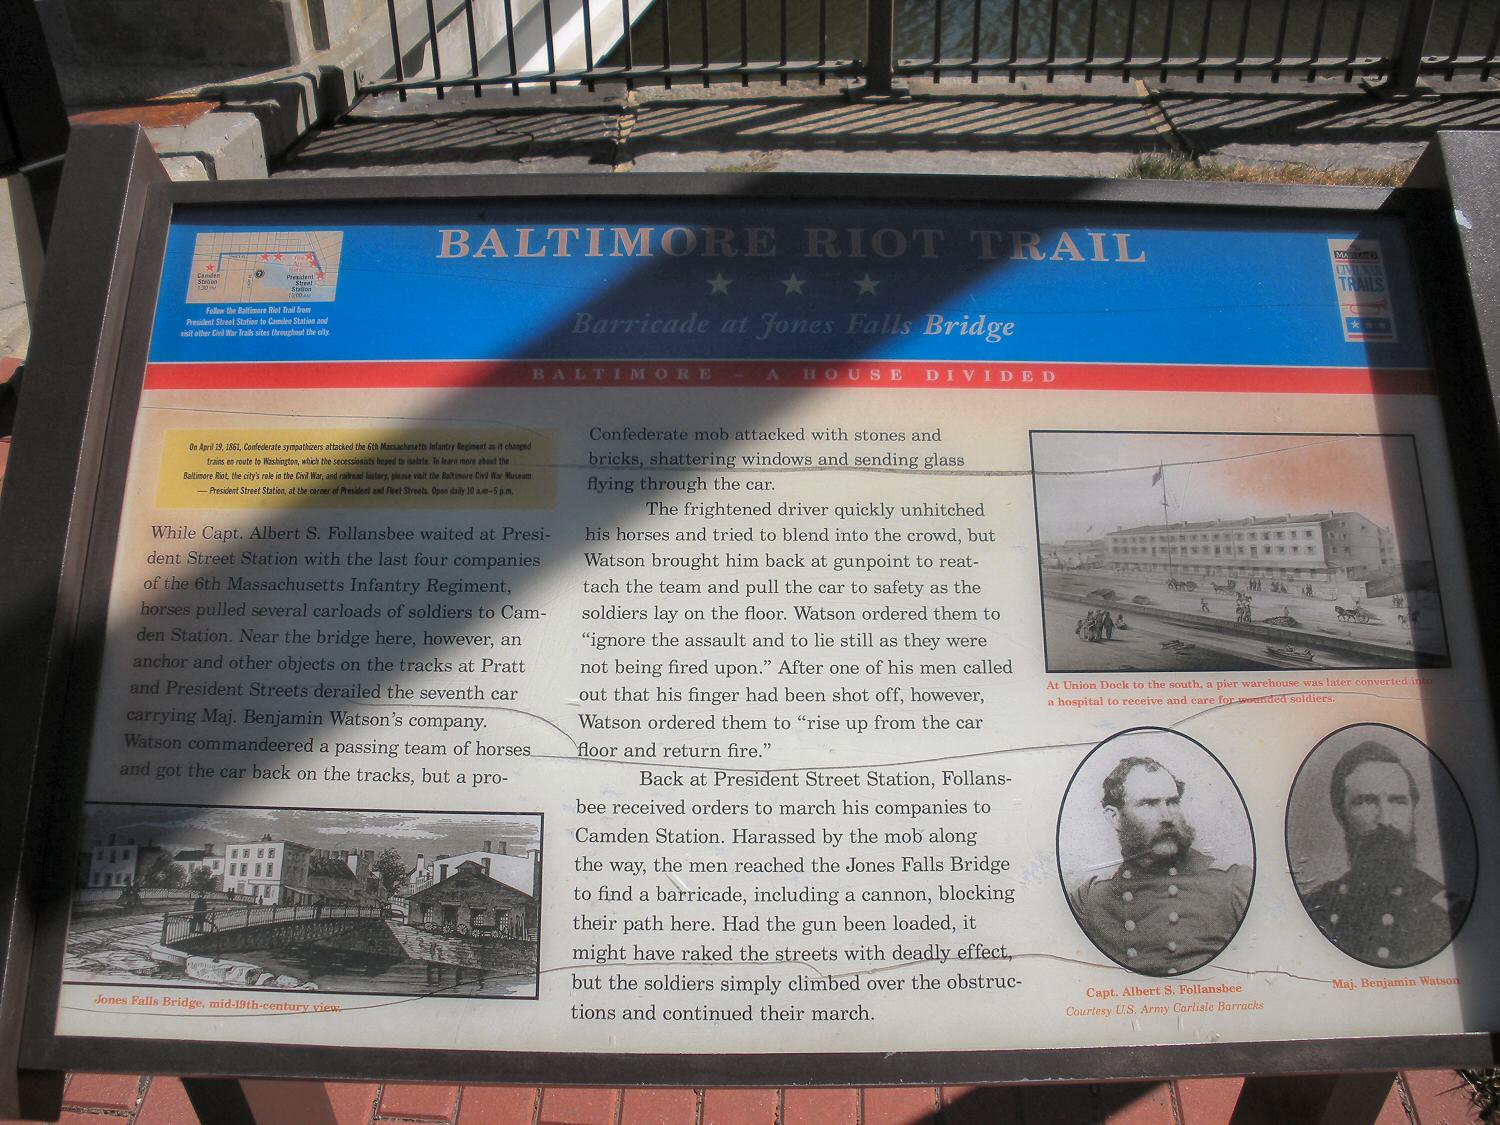 BALTIMORE RIOT TRAIL
Barricade at Jones Falls Bridge
BALTIMORE – A HOUSE DIVIDED
Camden
Station
1:30 PM
President
Street
Station
10:00 AM
Follow the Baltimore Riot Trail from
President Street Station to Camden Station and
visit other Civil War Trails sites throughout the city.
MARYLAND
CIVIL WAR
TRAILS
On April 19, 1861, Confederate sympathizers attacked the 6th Massachusetts Infantry Regiment as it changed
trains en route to Washington, which the secessionists hoped to isolate. To learn more about the
Baltimore Riot, the city's role in the Civil War, and railroad history, please visit the Baltimore Civil War Museum
— President Street Station, at the corner of President and Fleet Streets. Open daily 10 a.m–5 p.m.
While Capt. Albert S. Follansbee waited at Presi-
dent Street Station with the last four companies
of the 6th Massachusetts Infantry Regiment,
horses pulled several carloads of soldiers to Cam-
den Station. Near the bridge here, however, an
anchor and other objects on the tracks at Pratt
and President Streets derailed the seventh car
carrying Maj. Benjamin Watson's company.
Watson commandeered a passing team of horses
and got the car back on the tracks, but a pro-
Confederate mob attacked with stones and
bricks, shattering windows and sending glass
flying through the car.
The frightened driver quickly unhitched
his horses and tried to blend into the crowd, but
Watson brought him back at gunpoint to reat-
tach the team and pull the car to safety as the
soldiers lay on the floor. Watson ordered them to
“ignore the assault and to lie still as they were
not being fired upon.” After one of his men called
out that his finger had been shot off, however,
Watson ordered them to “rise up from the car
floor and return fire.”
Back at President Street Station, Follans-
bee received orders to march his companies to
Camden Station. Harassed by the mob along
the way, the men reached the Jones Falls Bridge
to find a barricade, including a cannon, blocking
their path here. Had the gun been loaded, it
might have raked the streets with deadly effect,
but the soldiers simply climbed over the obstruc-
tions and continued their march.
Jones Falls Bridge, mid-19th-century view.
At Union Dock to the south, a pier warehouse was later converted into
a hospital to receive and care for wounded soldiers.
Capt. Albert S. Follansbee
Courtesy U.S. Army Carlisle Barracks
Maj. Benjamin Watson